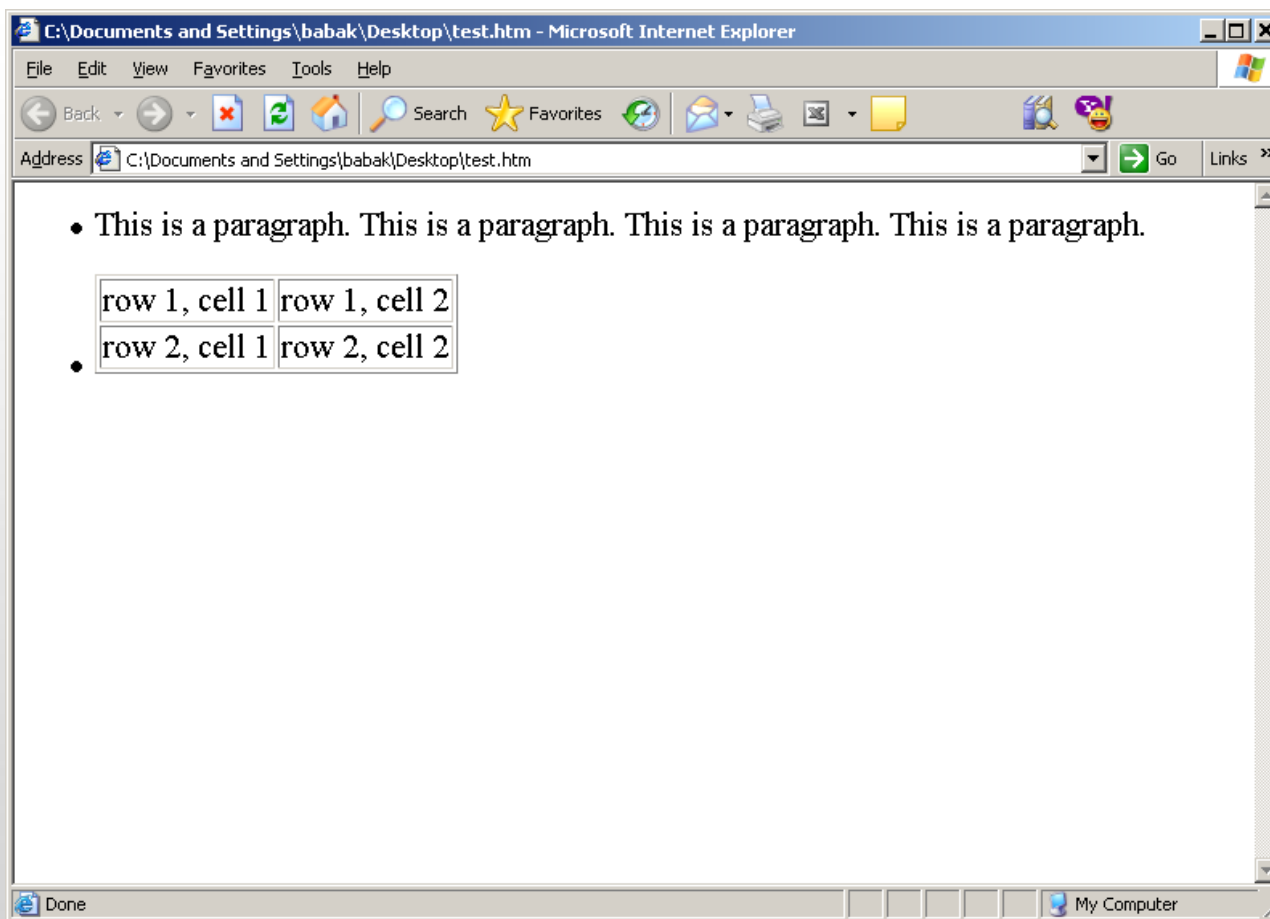 C:\Documents and Settings\babak\Desktop\test.htm - Microsoft Internet Explorer
File Edit View Favorites Tools Help
Back Search Favorites
Address C:\Documents and Settings\babak\Desktop\test.htm Go Links »
• This is a paragraph. This is a paragraph. This is a paragraph. This is a paragraph.
row 1, cell 1 row 1, cell 2
• row 2, cell 1 row 2, cell 2
Done My Computer